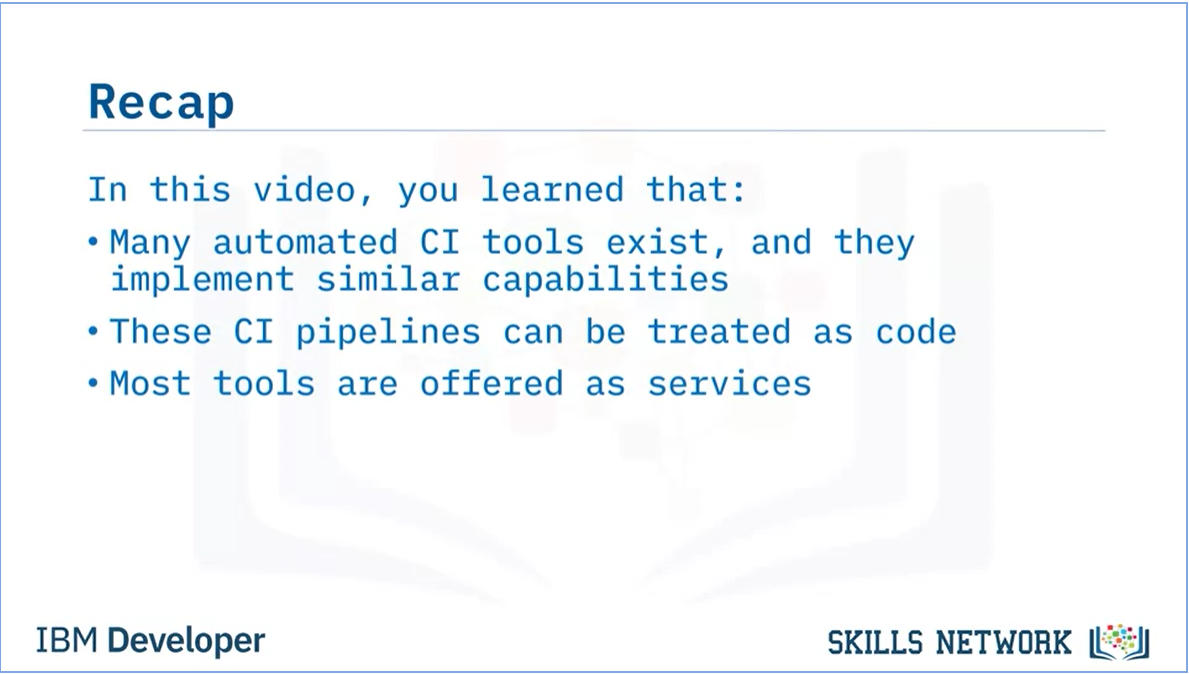 Recap
In this video, you learned that:
• Many automated CI tools exist, and they
implement similar capabilities
• These CI pipelines can be treated as code
• Most tools are offered as services
IBM Developer
SKILLS NETWORK